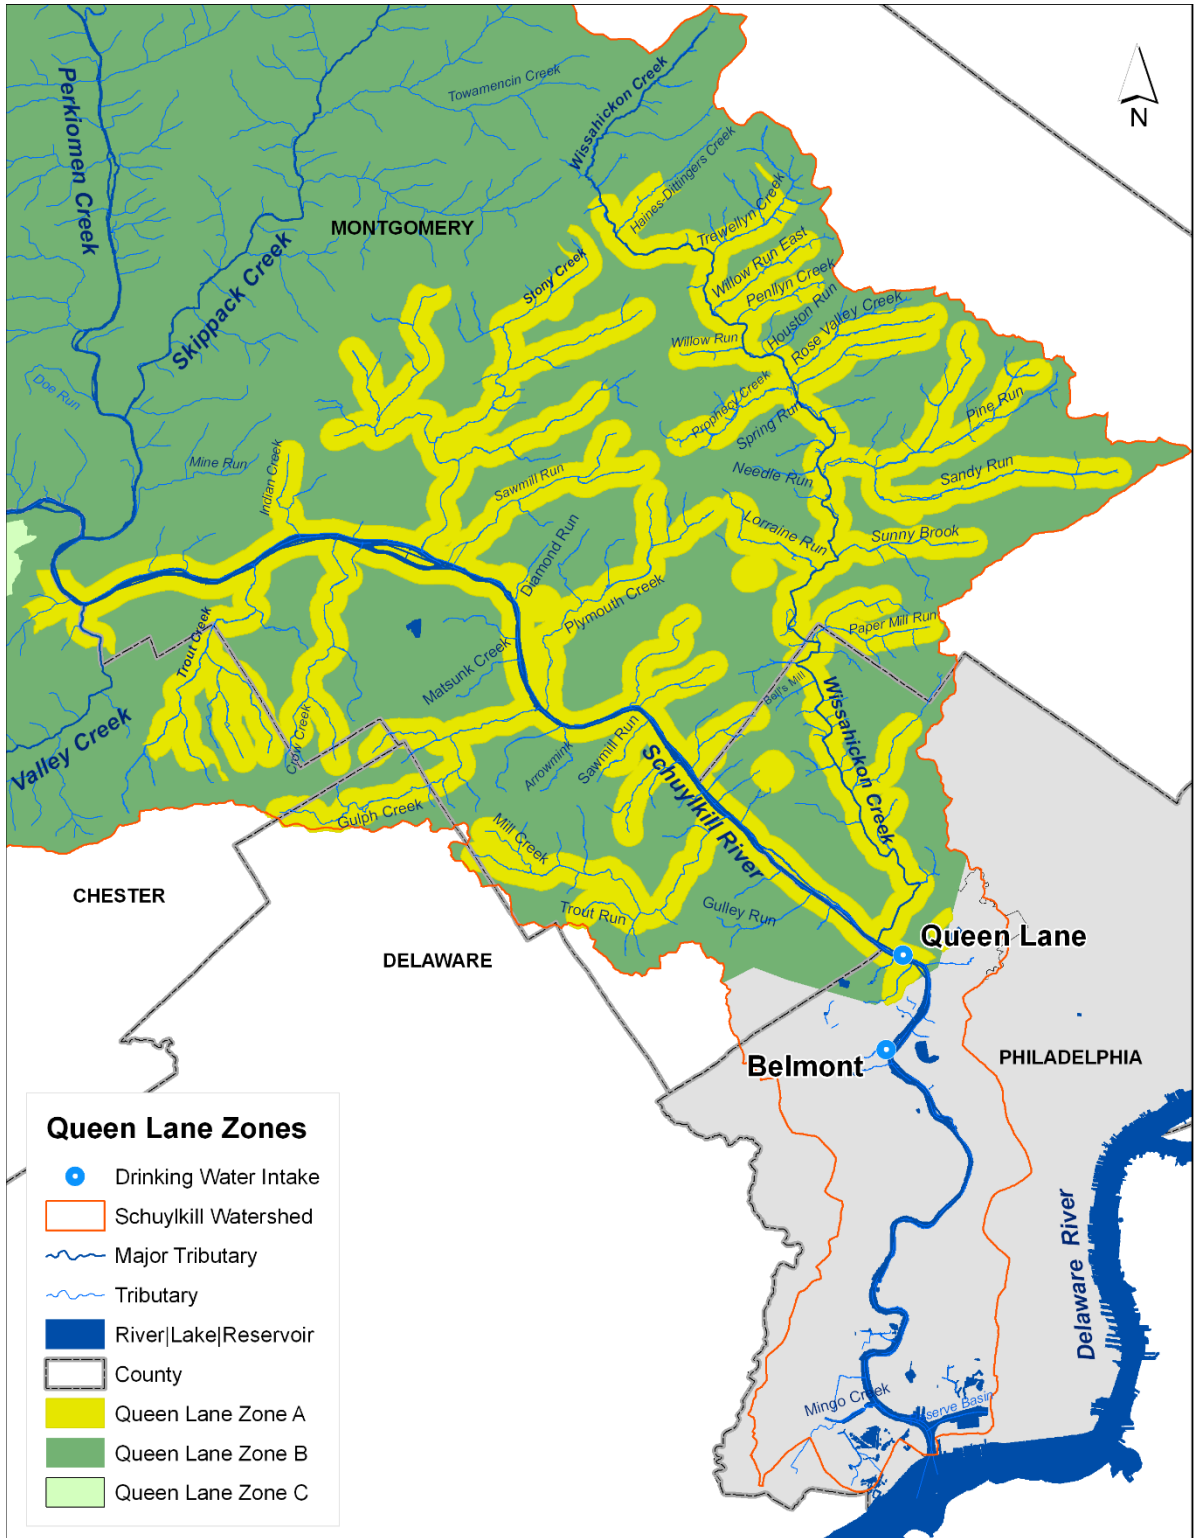 Perkiomen Creek
Towamencin Creek
Wissahickon Creek
N
Haines-Dittingers Creek
MONTGOMERY
Trewellyn Creek
Skippack Creek
Stony Creek
Willow Run East
Penllyn Creek
Houston Run
Rose Valley Creek
Willow Run
Doe Run
Prophecy Creek
Pine Run
Spring Run
Mine Run
Indian Creek
Sawmill Run
Needle Run
Sandy Run
Lorraine Run
Sunny Brook
Diamond Run
Plymouth Creek
Trout Creek
Paper Mill Run
Matsunk Creek
Bell's Mill
Wissahickon Creek
Valley Creek
Crow Creek
Arrowmink
Sawmill Run
Schuylkill River
Gulph Creek
Mill Creek
CHESTER
Trout Run
Gulley Run
Queen Lane
DELAWARE
Belmont
PHILADELPHIA
Delaware River
Mingo Creek
serve Basin
Queen Lane Zones
Drinking Water Intake
Schuylkill Watershed
Major Tributary
Tributary
River|Lake|Reservoir
County
Queen Lane Zone A
Queen Lane Zone B
Queen Lane Zone C